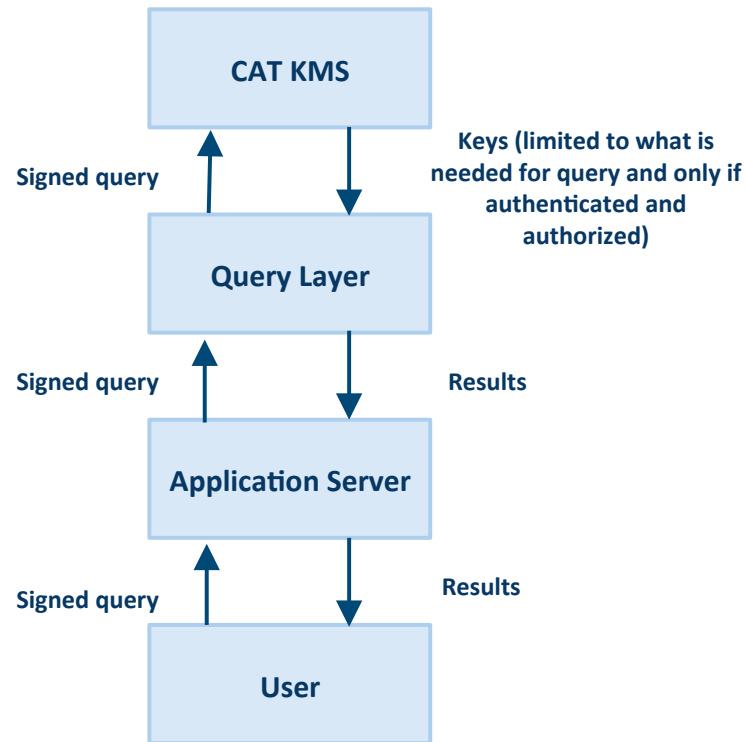 CAT KMS
Signed query
Keys (limited to what is
needed for query and only if
authenticated and
authorized)
Query Layer
Signed query
Results
Application Server
Signed query
Results
User